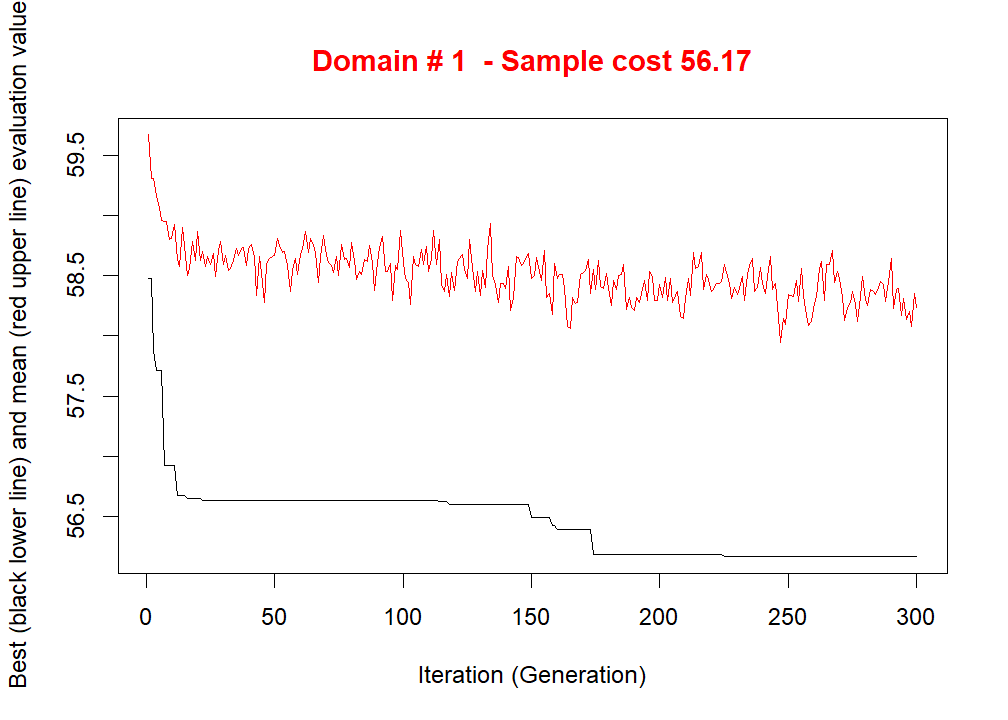 Domain # 1  - Sample cost 56.17
Best (black lower line) and mean (red upper line) evaluation value
59.5
58.5
57.5
56.5
0 50 100 150 200 250 300
Iteration (Generation)